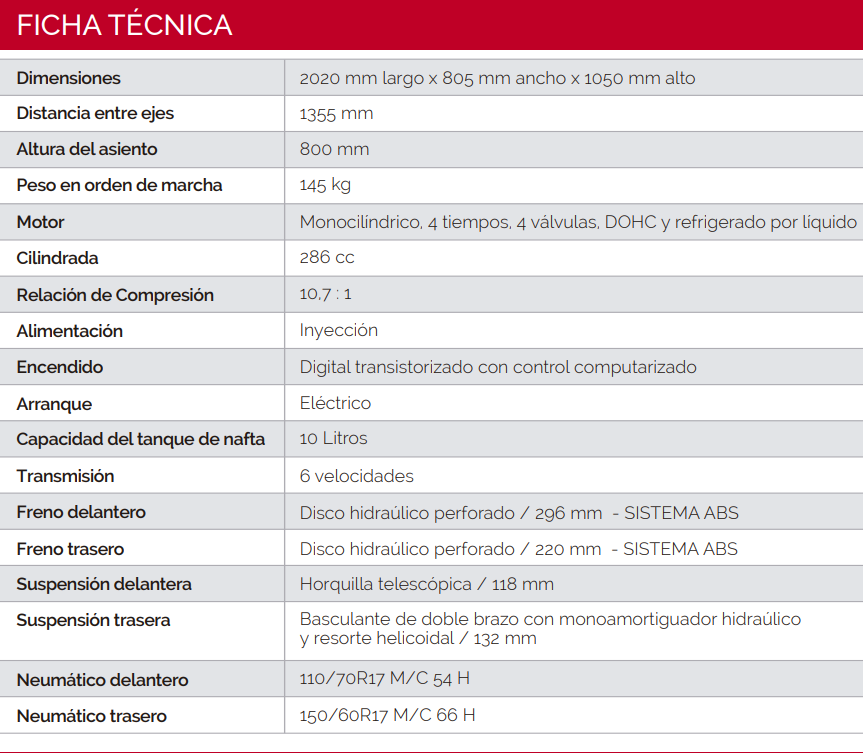 FICHA TÉCNICA
Dimensiones 2020 mm largo x 805 mm ancho x 1050 mm alto
Distancia entre ejes 1355 mm
Altura del asiento 800 mm
Peso en orden de marcha 145 kg
Motor Monocilíndrico, 4 tiempos, 4 válvulas, DOHC y refrigerado por líquido
Cilindrada 286 cc
Relación de Compresión 10,7 : 1
Alimentación Inyección
Encendido Digital transistorizado con control computarizado
Arranque Eléctrico
Capacidad del tanque de nafta 10 Litros
Transmisión 6 velocidades
Freno delantero Disco hidraúlico perforado / 296 mm - SISTEMA ABS
Freno trasero Disco hidraúlico perforado / 220 mm - SISTEMA ABS
Suspensión delantera Horquilla telescópica / 118 mm
Suspensión trasera Basculante de doble brazo con monoamortiguador hidraúlico
y resorte helicoidal / 132 mm
Neumático delantero 110/70R17 M/C 54 H
Neumático trasero 150/60R17 M/C 66 H